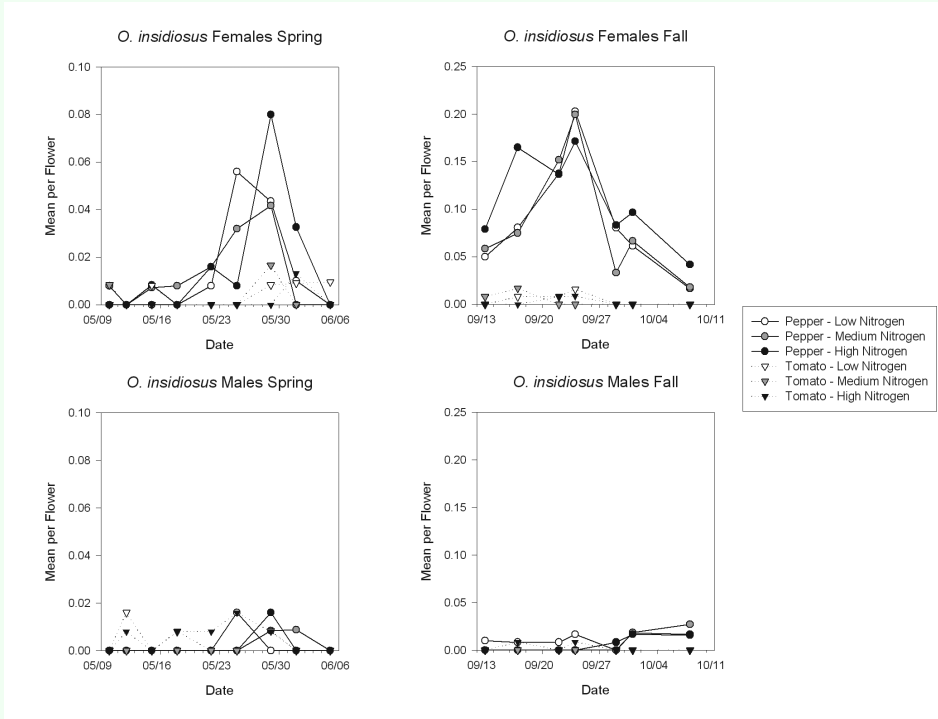 O. insidiosus Females Spring
0.10
0.08
0.06
0.04
0.02
0.00
Mean per Flower
05/09 05/16 05/23 05/30 06/06
Date
O. insidiosus Females Fall
0.25
0.20
0.15
0.10
0.05
0.00
Mean per Flower
09/13 09/20 09/27 10/04 10/11
Date
Pepper - Low Nitrogen
Pepper - Medium Nitrogen
Pepper - High Nitrogen
Tomato - Low Nitrogen
Tomato - Medium Nitrogen
Tomato - High Nitrogen
O. insidiosus Males Spring
0.10
0.08
0.06
0.04
0.02
0.00
Mean per Flower
05/09 05/16 05/23 05/30 06/06
Date
O. insidiosus Males Fall
0.25
0.20
0.15
0.10
0.05
0.00
Mean per Flower
09/13 09/20 09/27 10/04 10/11
Date